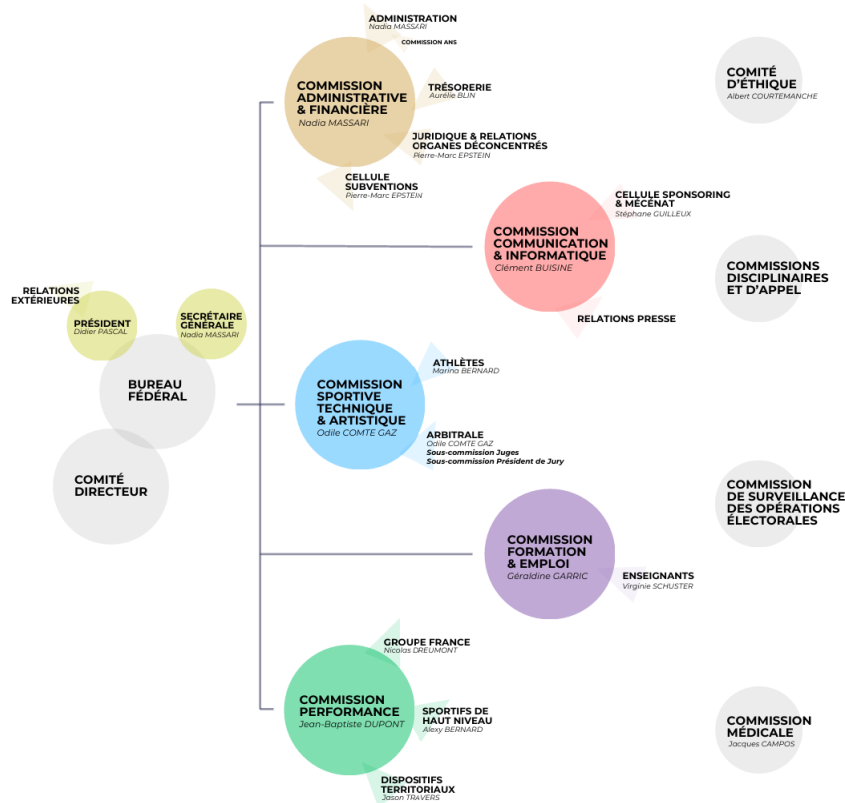 ADMINISTRATION
Nadia MASSARI
COMMISSION ANS
COMMISSION
ADMINISTRATIVE
& FINANCIÈRE
Nadia MASSARI
TRÉSORERIE
Aurélie BLIN
JURIDIQUE & RELATIONS
ORGANES DÉCONCENTRÉS
Pierre-Marc EPSTEIN
CELLULE
SUBVENTIONS
Pierre-Marc EPSTEIN
COMITÉ
D'ÉTHIQUE
Albert COURTEMANCHE
CELLULE SPONSORING
& MÉCÉNAT
Stéphane GUILLEUX
COMMISSION
COMMUNICATION
& INFORMATIQUE
Clément BUISINE
RELATIONS PRESSE
COMMISSIONS
DISCIPLINAIRES
ET D'APPEL
RELATIONS
EXTÉRIEURES
PRÉSIDENT
Didier PASCAL
SECRÉTAIRE
GÉNÉRALE
Nadia MASSARI
BUREAU
FÉDÉRAL
COMITÉ
DIRECTEUR
COMMISSION
SPORTIVE
TECHNIQUE
& ARTISTIQUE
Odile COMTE GAZ
ATHLÈTES
Marina BERNARD
ARBITRALE
Odile COMTE GAZ
Sous-commission Juges
Sous-commission Président de Jury
COMMISSION
DE SURVEILLANCE
DES OPÉRATIONS
ÉLECTORALES
COMMISSION
FORMATION
& EMPLOI
Géraldine GARRIC
ENSEIGNANTS
Virginie SCHUSTER
GROUPE FRANCE
Nicolas DREUMONT
COMMISSION
PERFORMANCE
Jean-Baptiste DUPONT
SPORTIFS DE
HAUT NIVEAU
Alexy BERNARD
DISPOSITIFS
TERRITORIAUX
Jason TRAVERS
COMMISSION
MÉDICALE
Jacques CAMPOS